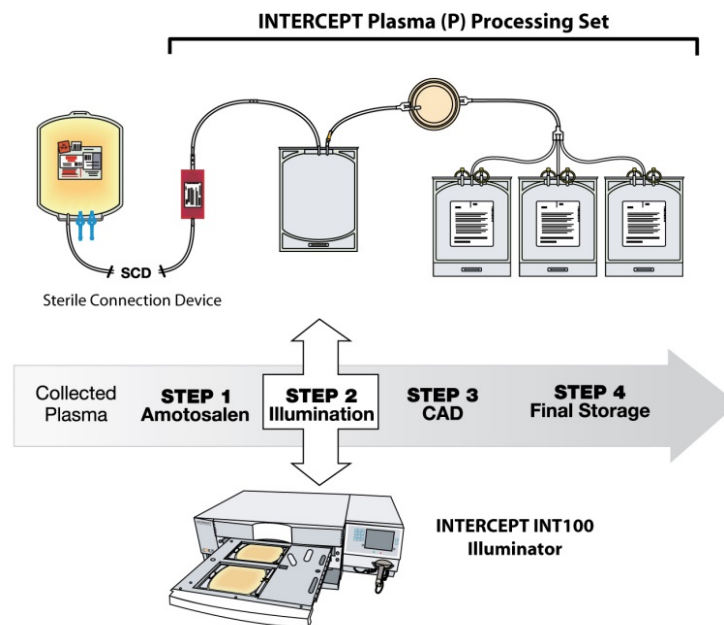 INTERCEPT Plasma (P) Processing Set
SCD
Sterile Connection Device
Collected
Plasma
STEP 1
Amotosalen
STEP 2
Illumination
STEP 3
CAD
STEP 4
Final Storage
INTERCEPT INT100
Illuminator